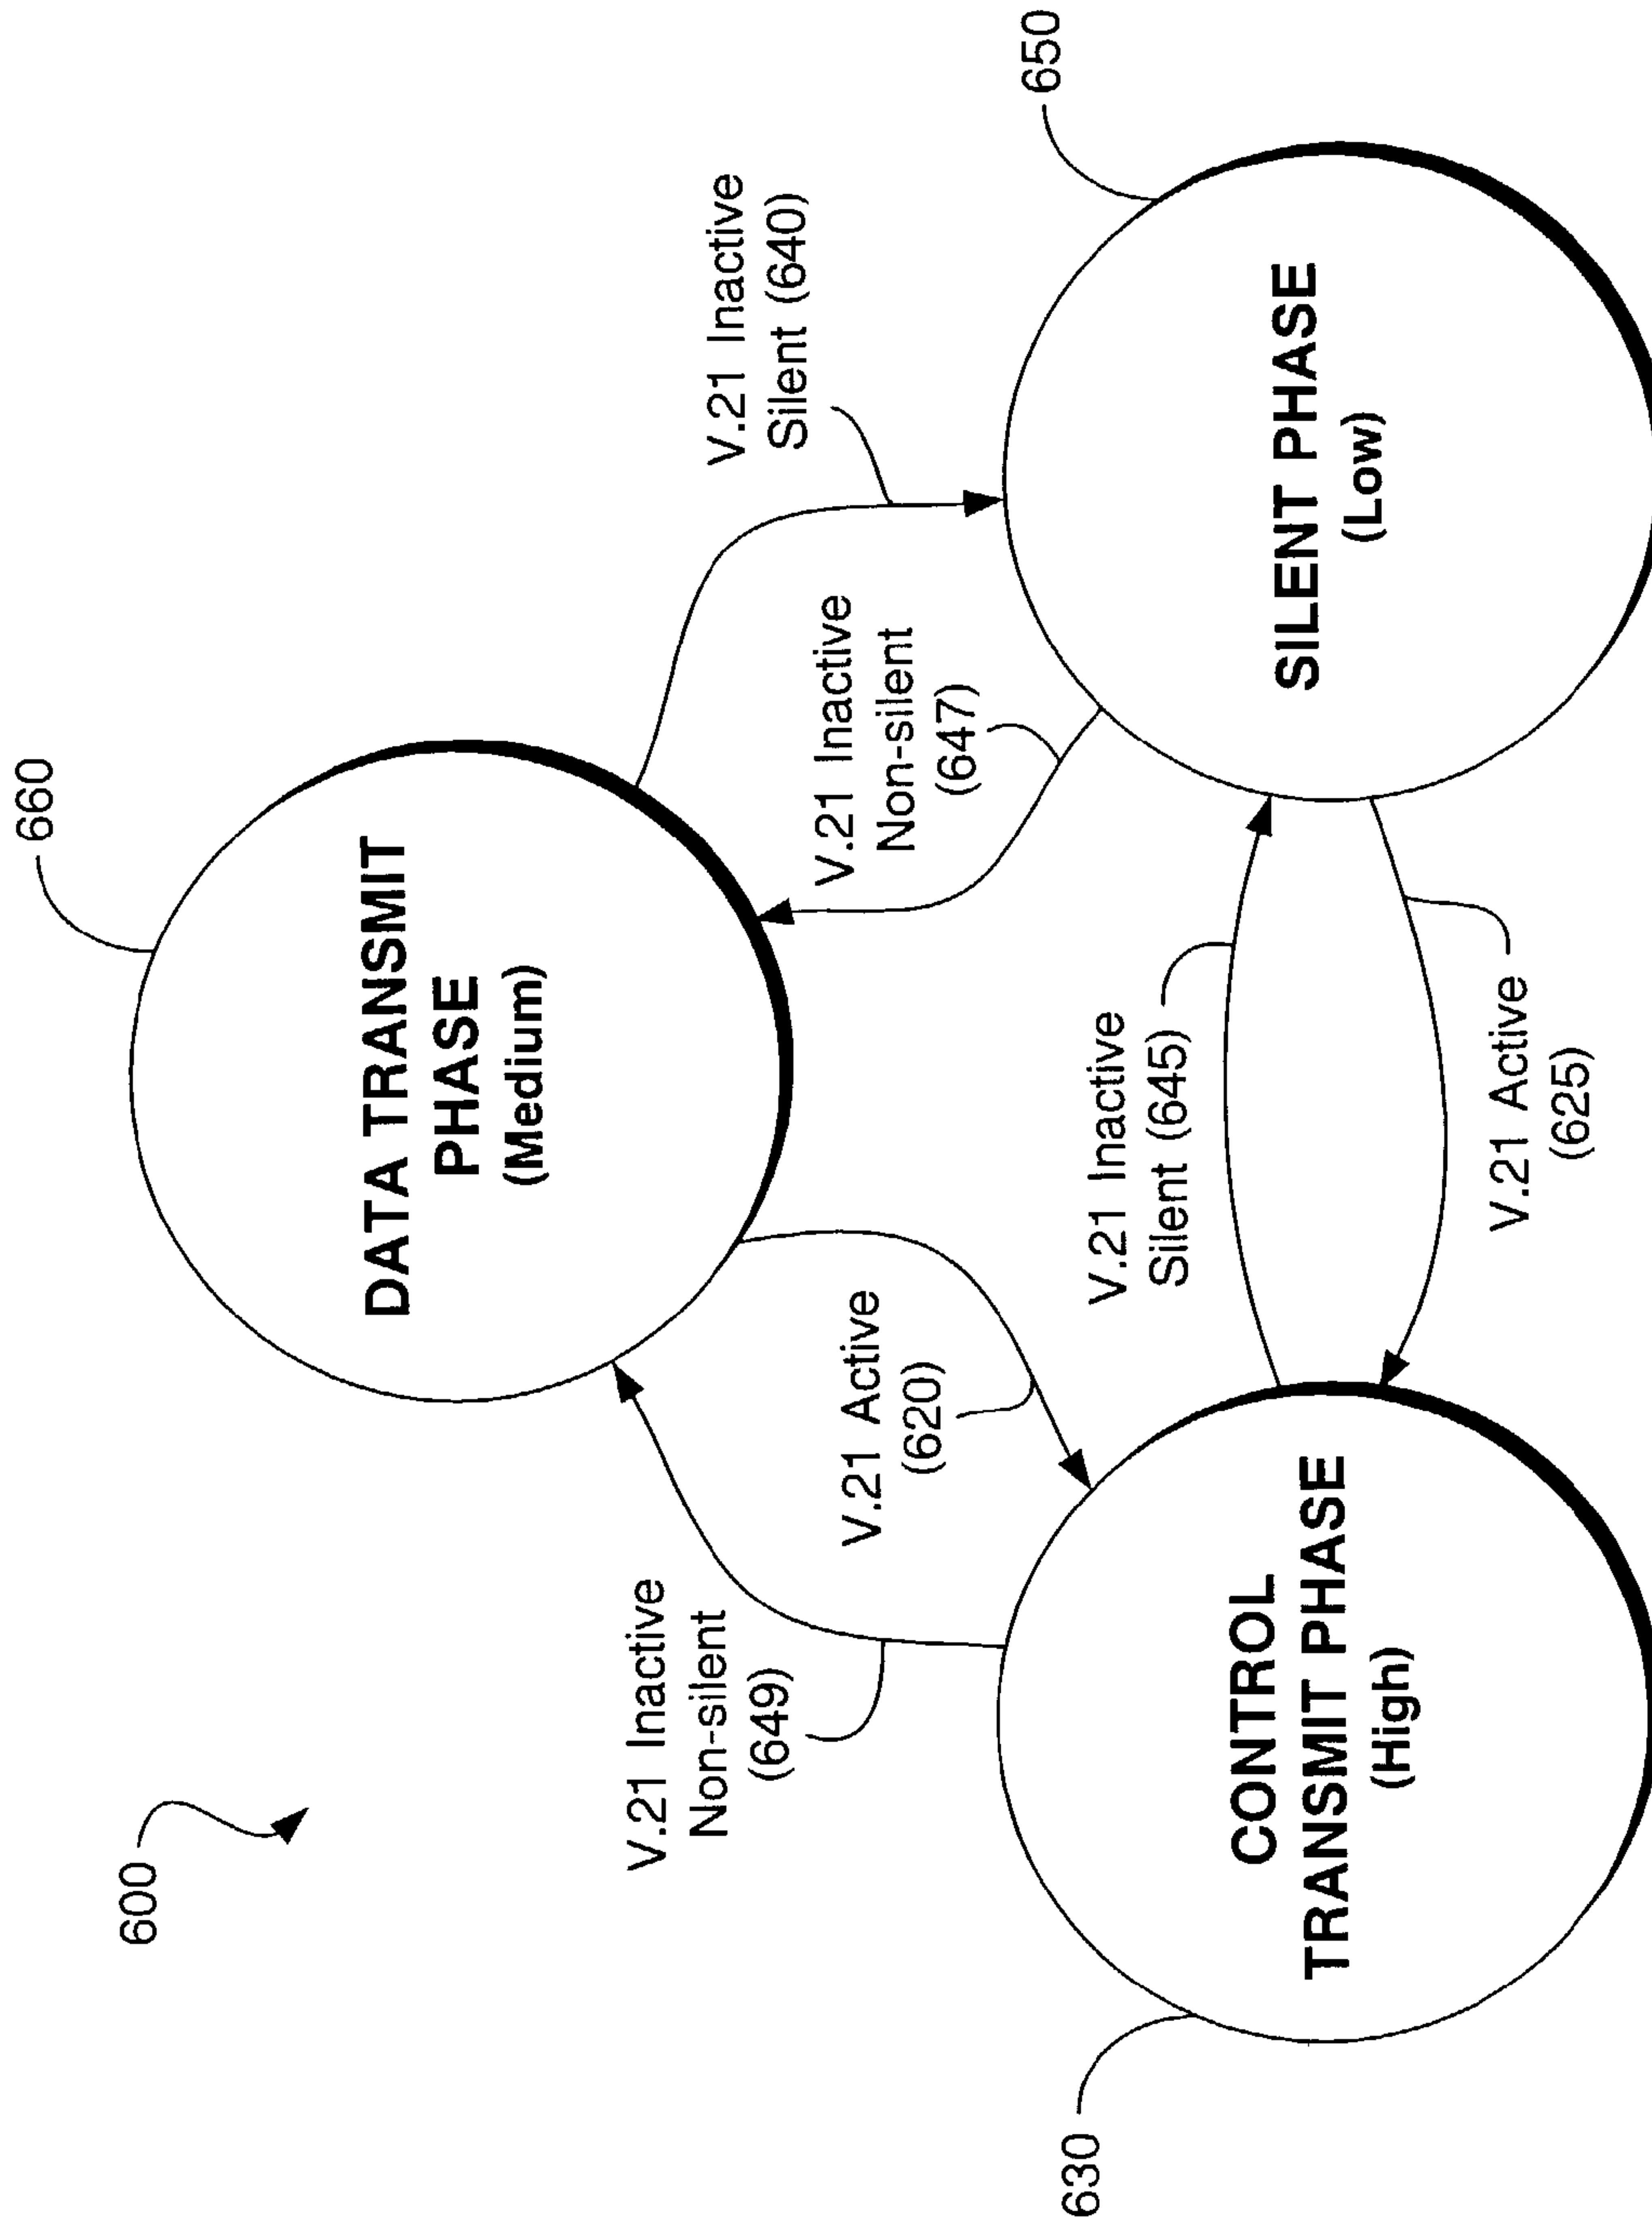 600
660
DATA TRANSMIT
PHASE
(Medium)
V.21 Inactive
Non-silent
(649)
V.21 Active
(620)
V.21 Inactive
Non-silent
(647)
V.21 Inactive
Silent (640)
630
CONTROL
TRANSMIT PHASE
(High)
V.21 Inactive
Silent (645)
V.21 Active
(625)
650
SILENT PHASE
(Low)